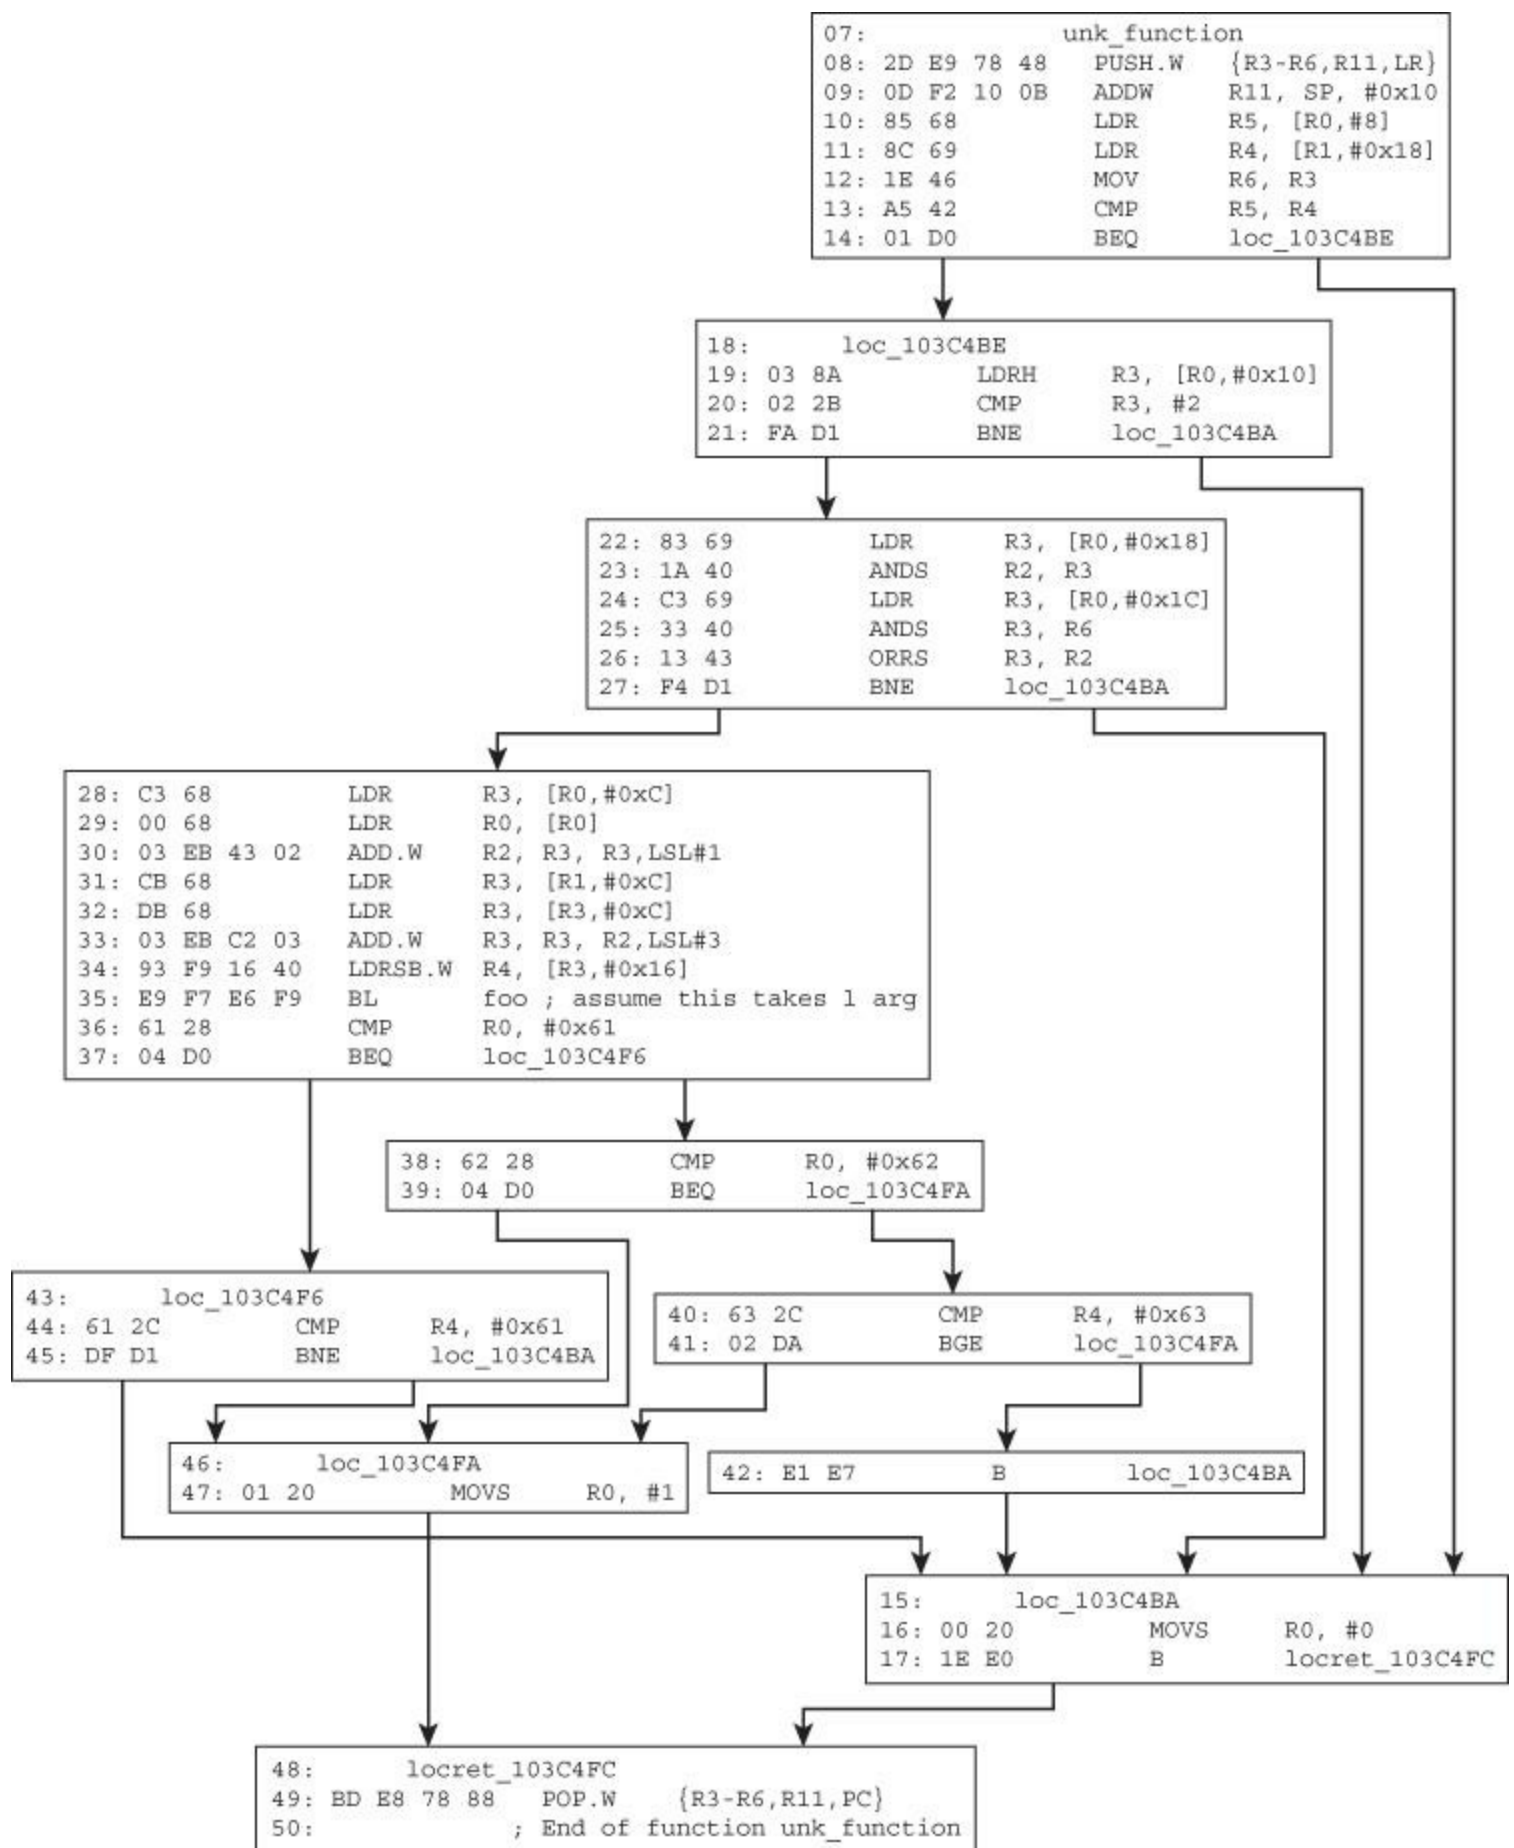 07: unk_function
08: 2D E9 78 48 PUSH.W {R3-R6,R11,LR}
09: 0D F2 10 0B ADDW R11, SP, #0x10
10: 85 68 LDR R5, [R0,#8]
11: 8C 69 LDR R4, [R1,#0x18]
12: 1E 46 MOV R6, R3
13: A5 42 CMP R5, R4
14: 01 D0 BEQ loc_103C4BE
18: loc_103C4BE
19: 03 8A LDRH R3, [R0,#0x10]
20: 02 2B CMP R3, #2
21: FA D1 BNE loc_103C4BA
22: 83 69 LDR R3, [R0,#0x18]
23: 1A 40 ANDS R2, R3
24: C3 69 LDR R3, [R0,#0x1C]
25: 33 40 ANDS R3, R6
26: 13 43 ORRS R3, R2
27: F4 D1 BNE loc_103C4BA
28: C3 68 LDR R3, [R0,#0xC]
29: 00 68 LDR R0, [R0]
30: 03 EB 43 02 ADD.W R2, R3, R3,LSL#1
31: CB 68 LDR R3, [R1,#0xC]
32: DB 68 LDR R3, [R3,#0xC]
33: 03 EB C2 03 ADD.W R3, R3, R2,LSL#3
34: 93 F9 16 40 LDRSB.W R4, [R3,#0x16]
35: E9 F7 E6 F9 BL foo ; assume this takes 1 arg
36: 61 28 CMP R0, #0x61
37: 04 D0 BEQ loc_103C4F6
38: 62 28 CMP R0, #0x62
39: 04 D0 BEQ loc_103C4FA
43: loc_103C4F6
44: 61 2C CMP R4, #0x61
45: DF D1 BNE loc_103C4BA
40: 63 2C CMP R4, #0x63
41: 02 DA BGE loc_103C4FA
46: loc_103C4FA
47: 01 20 MOVS R0, #1
42: E1 E7 B loc_103C4BA
15: loc_103C4BA
16: 00 20 MOVS R0, #0
17: 1E E0 B locret_103C4FC
48: locret_103C4FC
49: BD E8 78 88 POP.W {R3-R6,R11,PC}
50: ; End of function unk_function